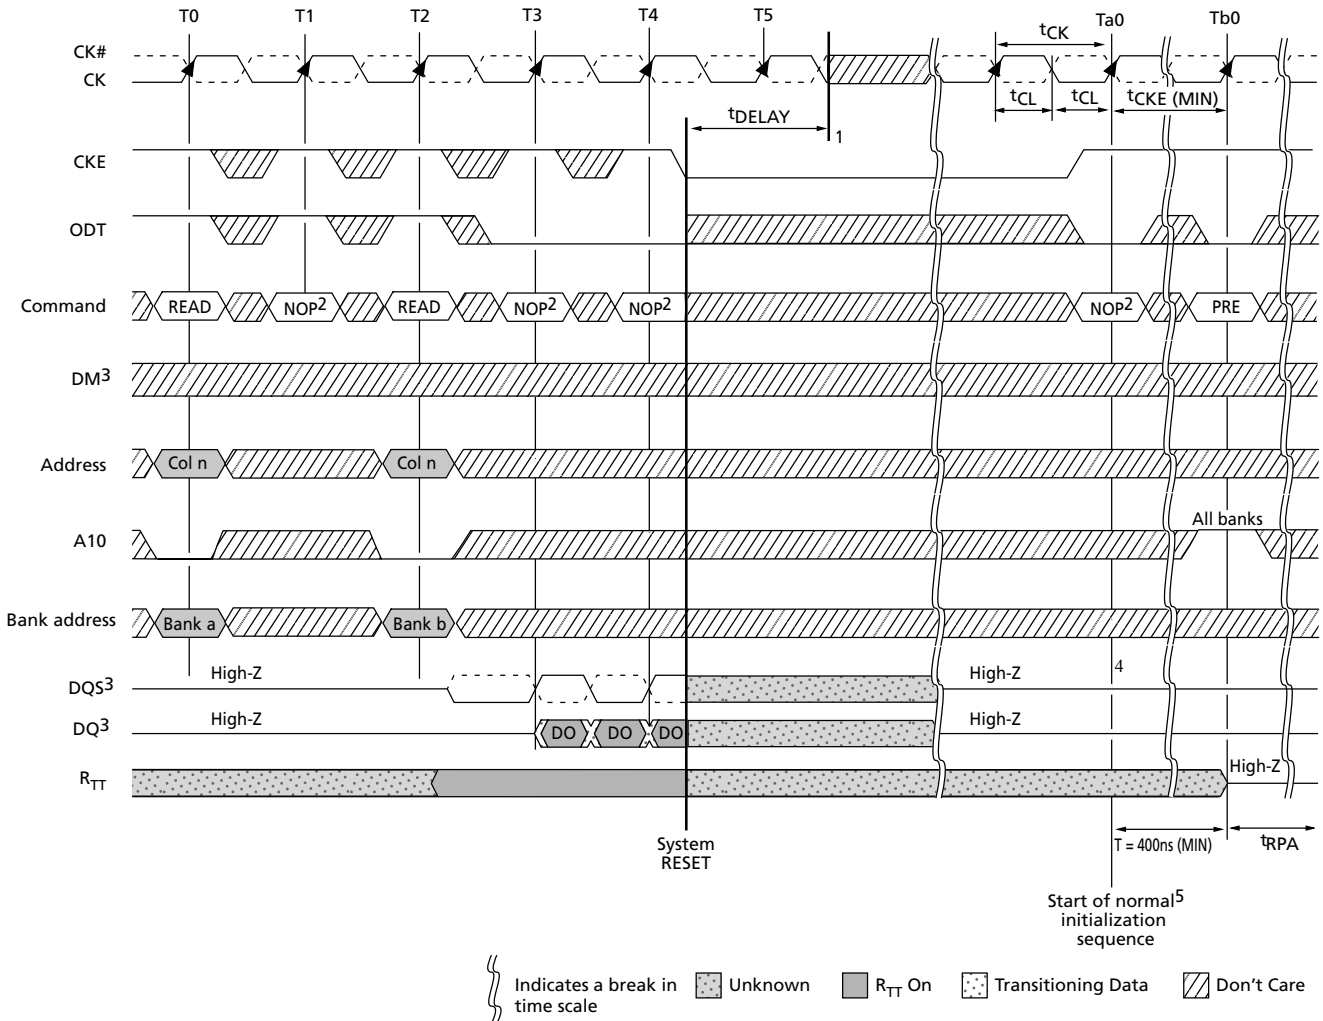 T0 T1 T2 T3 T4 T5 Ta0 Tb0
CK#
CK
tCK
tCL tCL tCKE (MIN)
tDELAY
1
CKE
ODT
Command READ NOP2 READ NOP2 NOP2 NOP2 PRE
DM3
Address Col n Col n
A10 All banks
Bank address Bank a Bank b
DQS3 High-Z High-Z 4
DQ3 High-Z DO DO DO High-Z
RTT High-Z
System
RESET
T = 400ns (MIN) tRPA
Start of normal5
initialization
sequence
Indicates a break in
time scale
Unknown
RTT On
Transitioning Data
Don't Care